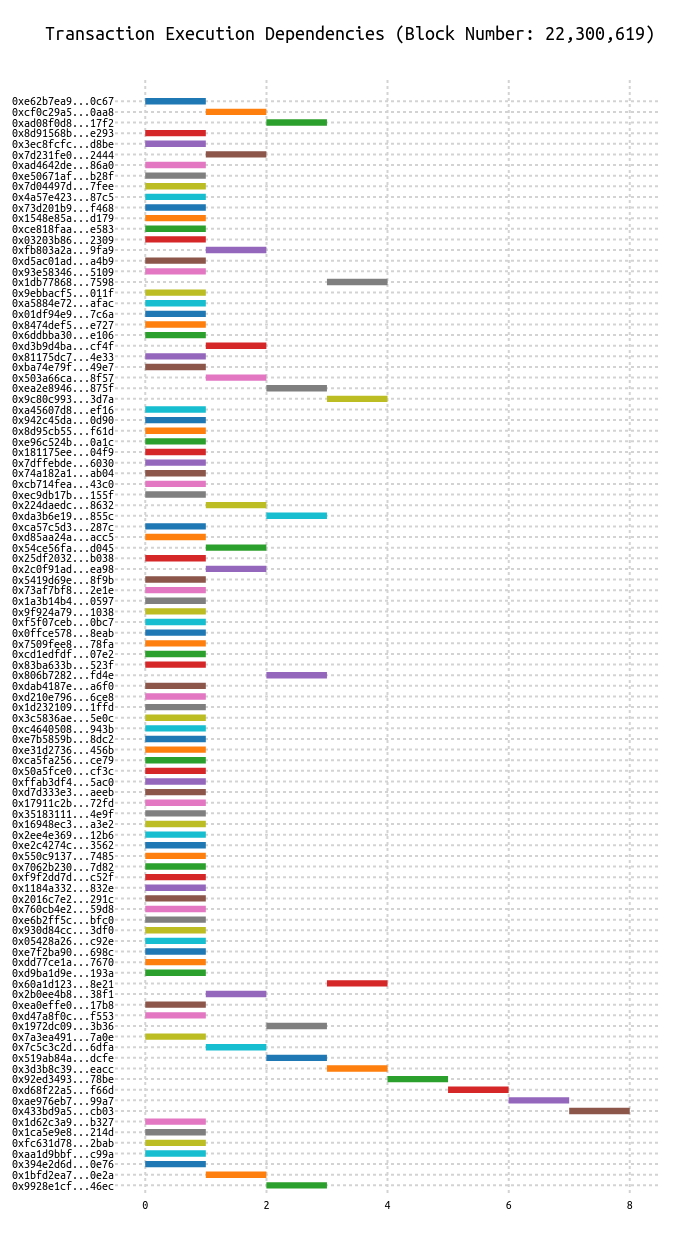 Transaction Execution Dependencies (Block Number: 22,300,619)
0xe62b7ea9...0c67
0xcf0c29a5...0aa8
0xad08f0d8...17f2
0x8d91568b...e293
0x3ec8fcfc...d8be
0x7d231fe0...2444
0xad4642de...86a0
0xe50671af...b28f
0x7d04497d...7fee
0x4a57e423...87c5
0x73d201b9...f468
0x1548e85a...d179
0xce818faa...e583
0x03203b86...2309
0xfb803a2a...9fa9
0xd5ac01ad...a4b9
0x93e58346...5109
0x1db77868...7598
0x9ebbacf5...011f
0xa5884e72...afac
0x01df94e9...7c6a
0x8474def5...e727
0x6ddbba30...e106
0xd3b9d4ba...cf4f
0x81175dc7...4e33
0xba74e79f...49e7
0x503a66ca...8f57
0xea2e8946...875f
0x9c80c993...3d7a
0xa45607d8...ef16
0x942c45da...0d90
0x8d95cb55...f61d
0xe96c524b...0a1c
0x181175ee...04f9
0x7dffebde...6030
0x74a182a1...ab04
0xcb714fea...43c0
0xec9db17b...155f
0x224daedc...8632
0xda3b6e19...855c
0xca57c5d3...287c
0xd85aa24a...acc5
0x54ce56fa...d045
0x25df2032...b038
0x2c0f91ad...ea98
0x5419d69e...8f9b
0x73af7bf8...2e1e
0x1a3b14b4...0597
0x9f924a79...1038
0xf5f07ceb...0bc7
0x0ffce578...8eab
0x7509fee8...78fa
0xcd1edfdf...07e2
0x83ba633b...523f
0x806b7282...fd4e
0xdab4187e...a6f0
0xd210e796...6ce8
0x1d232109...1ffd
0x3c5836ae...5e0c
0xc4640508...943b
0xe7b5859b...8dc2
0xe31d2736...456b
0xca5fa256...ce79
0x50a5fce0...cf3c
0xffab3df4...5ac0
0xd7d333e3...aeeb
0x17911c2b...72fd
0x35183111...4e9f
0x16948ec3...a3e2
0x2ee4e369...12b6
0xe2c4274c...3562
0x550c9137...7485
0x7062b230...7d82
0xf9f2dd7d...c52f
0x1184a332...832e
0x2016c7e2...291c
0x760cb4e2...59d8
0xe6b2ff5c...bfc0
0x930d84cc...3df0
0x05428a26...c92e
0xe7f2ba90...698c
0xdd77ce1a...7670
0xd9ba1d9e...193a
0x60a1d123...8e21
0x2b0ee4b8...38f1
0xea0effe0...17b8
0xd47a8f0c...f553
0x1972dc09...3b36
0x7a3ea491...7a0e
0x7c5c3c2d...6dfa
0x519ab84a...dcfe
0x3d3b8c39...eacc
0x92ed3493...78be
0xd68f22a5...f66d
0xae976eb7...99a7
0x433bd9a5...cb03
0x1d62c3a9...b327
0x1ca5e9e8...214d
0xfc631d78...2bab
0xaa1d9bbf...c99a
0x394e2d6d...0e76
0x1bfd2ea7...0e2a
0x9928e1cf...46ec
0 2 4 6 8